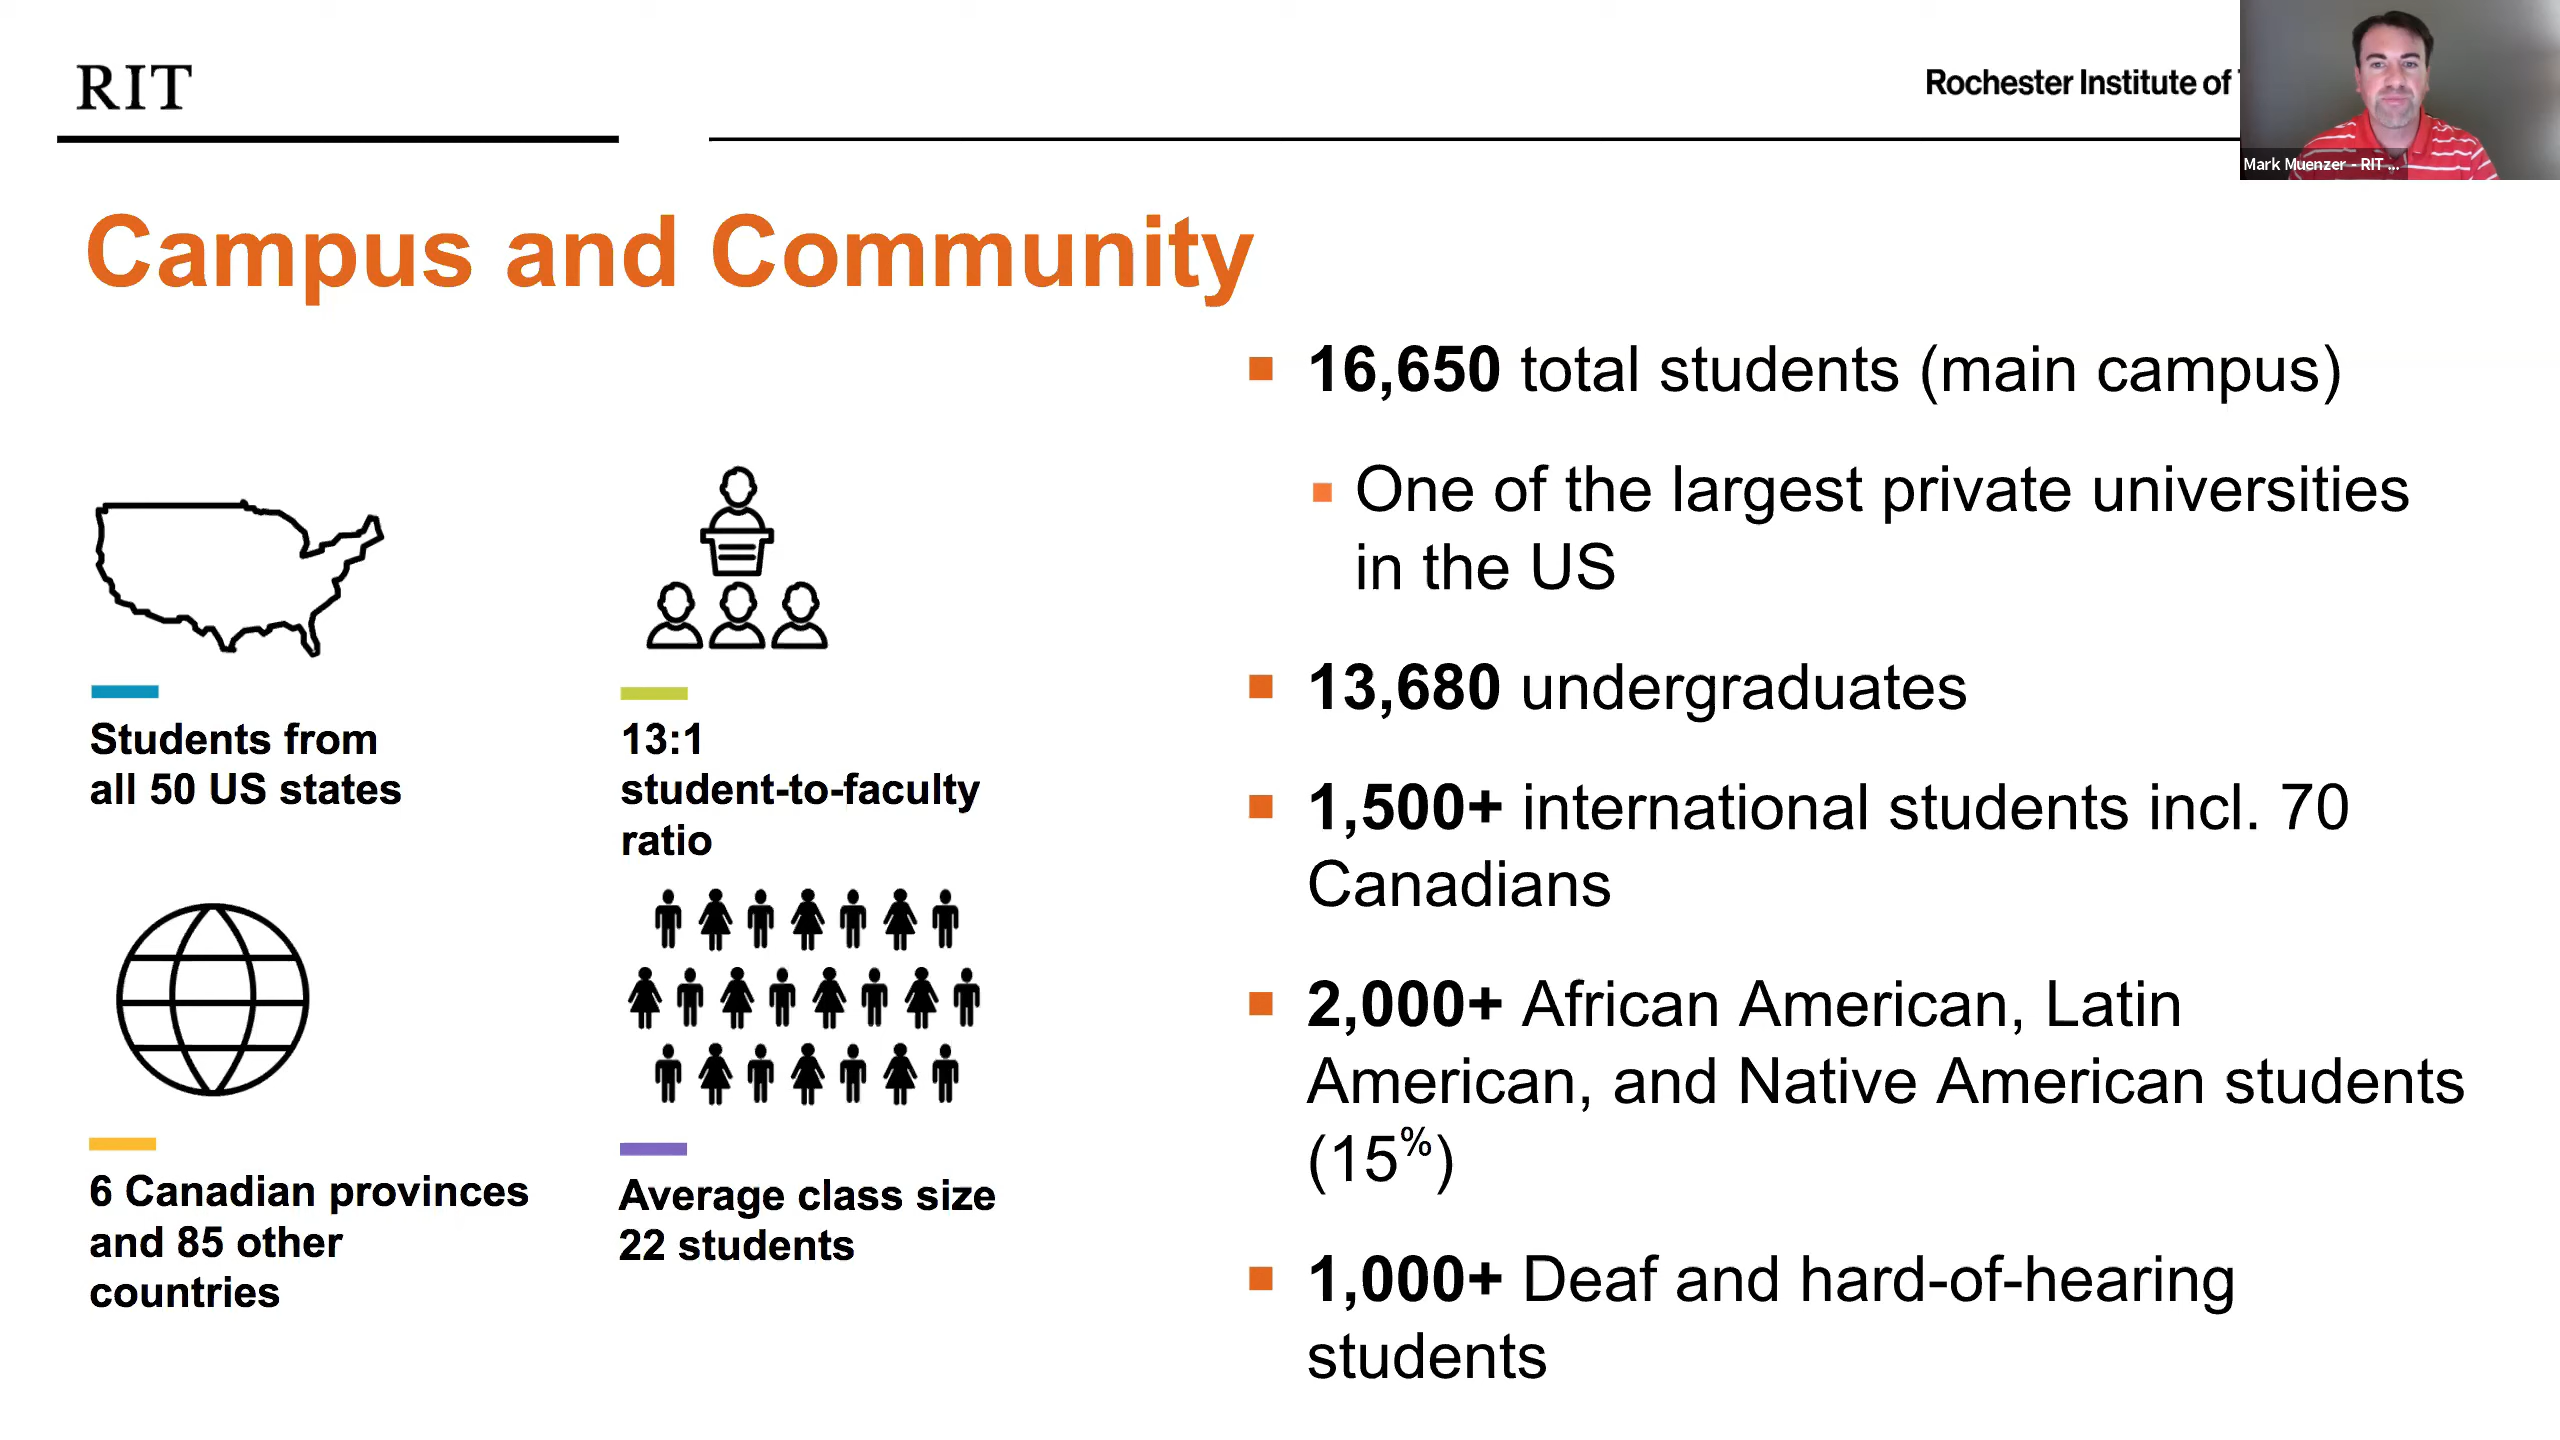 RIT
Rochester Institute of
Mark Muenzer - RIT ...
Campus and Community
Students from
all 50 US states
13:1
student-to-faculty
ratio
6 Canadian provinces
and 85 other
countries
Average class size
22 students
16,650 total students (main campus)
One of the largest private universities
in the US
13,680 undergraduates
1,500+ international students incl. 70
Canadians
2,000+ African American, Latin
American, and Native American students
(15%)
1,000+ Deaf and hard-of-hearing
students